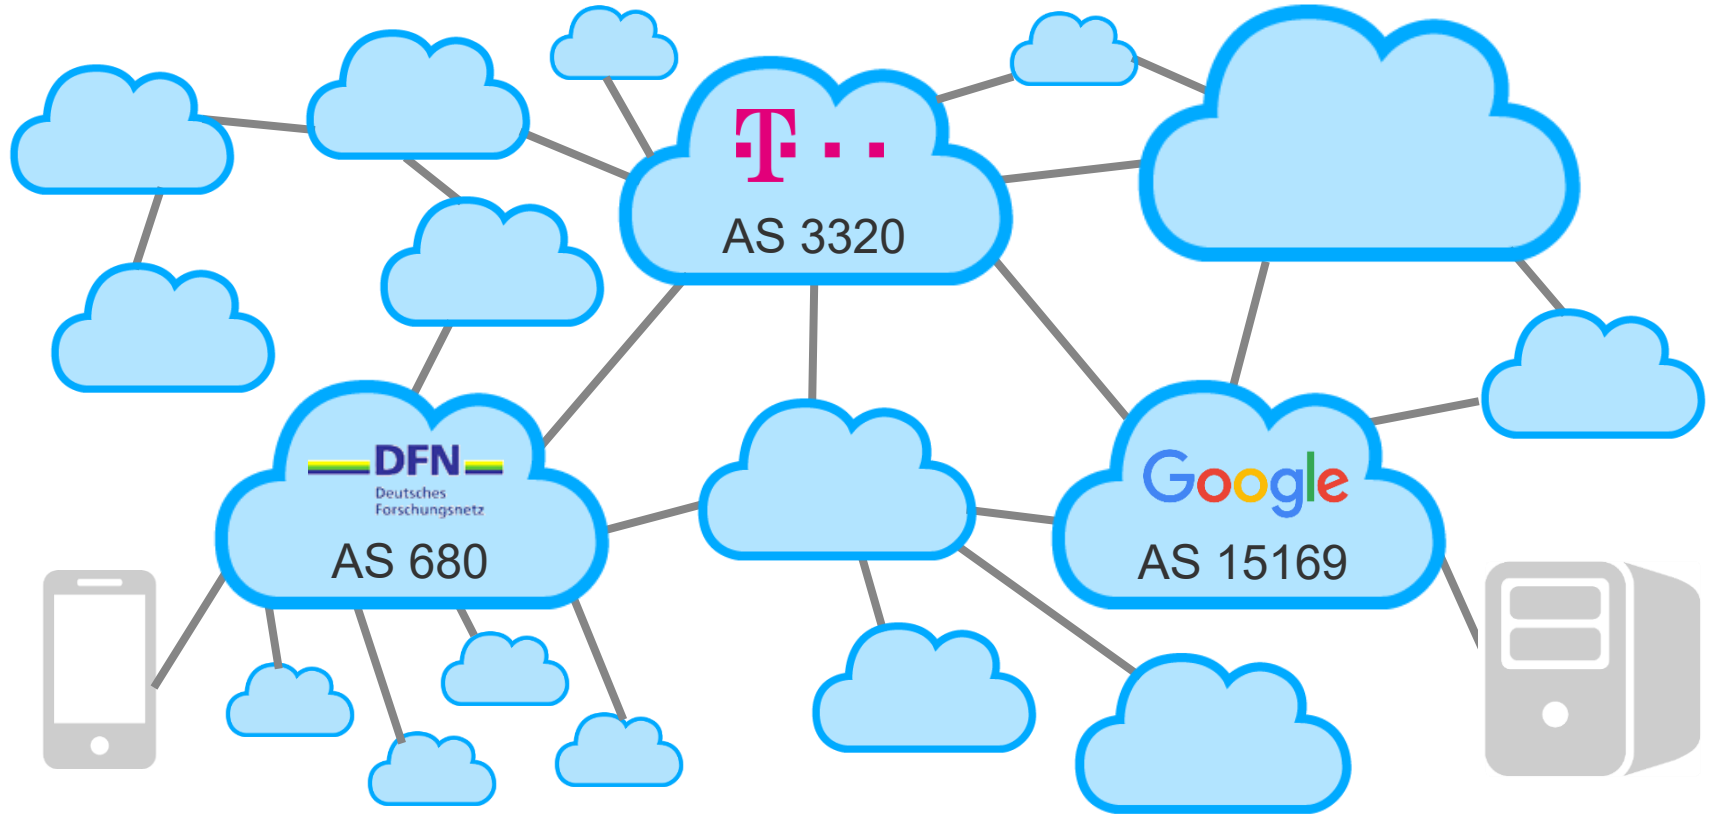 T
AS 3320
DFN
Deutsches
Forschungsnetz
AS 680
Google
AS 15169